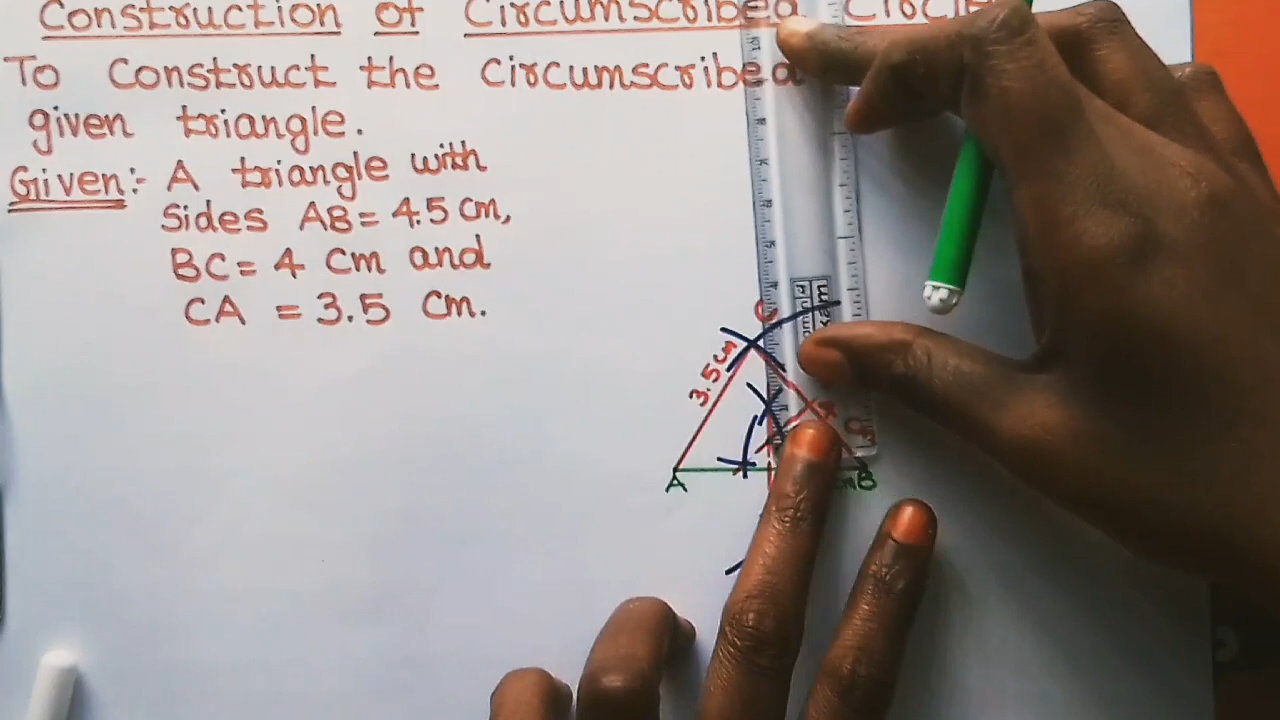 Construction of Circumscribed Circle
To Construct the Circumscribed
given triangle.
Given:- A triangle with
Sides AB = 4.5 cm,
BC = 4 Cm and
CA = 3.5 Cm.
C
3.5 cm
A
B